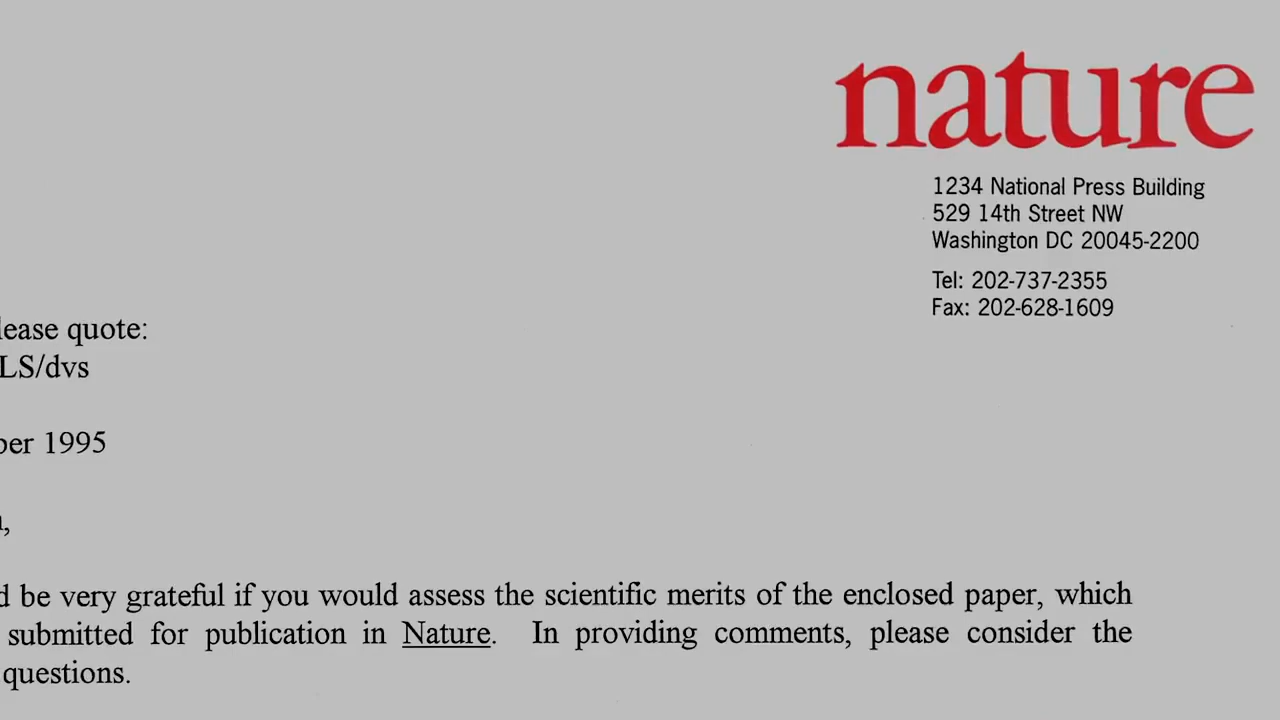 nature
1234 National Press Building
529 14th Street NW
Washington DC 20045-2200
Tel: 202-737-2355
Fax: 202-628-1609
lease quote:
LS/dvs
ber 1995
be very grateful if you would assess the scientific merits of the enclosed paper, which
submitted for publication in Nature. In providing comments, please consider the
questions.